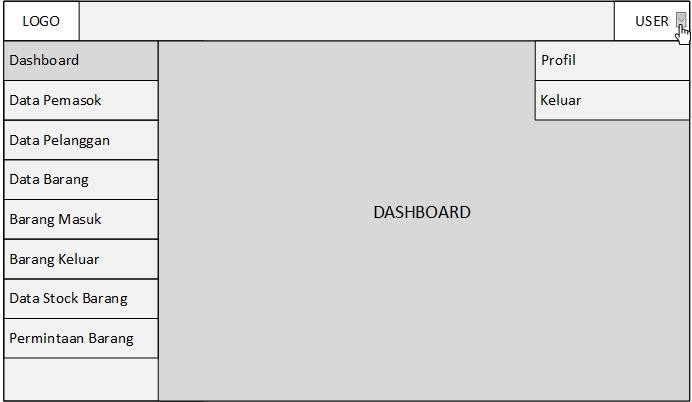 LOGO
USER
Dashboard
Profil
Data Pemasok
Keluar
Data Pelanggan
Data Barang
Barang Masuk
DASHBOARD
Barang Keluar
Data Stock Barang
Permintaan Barang